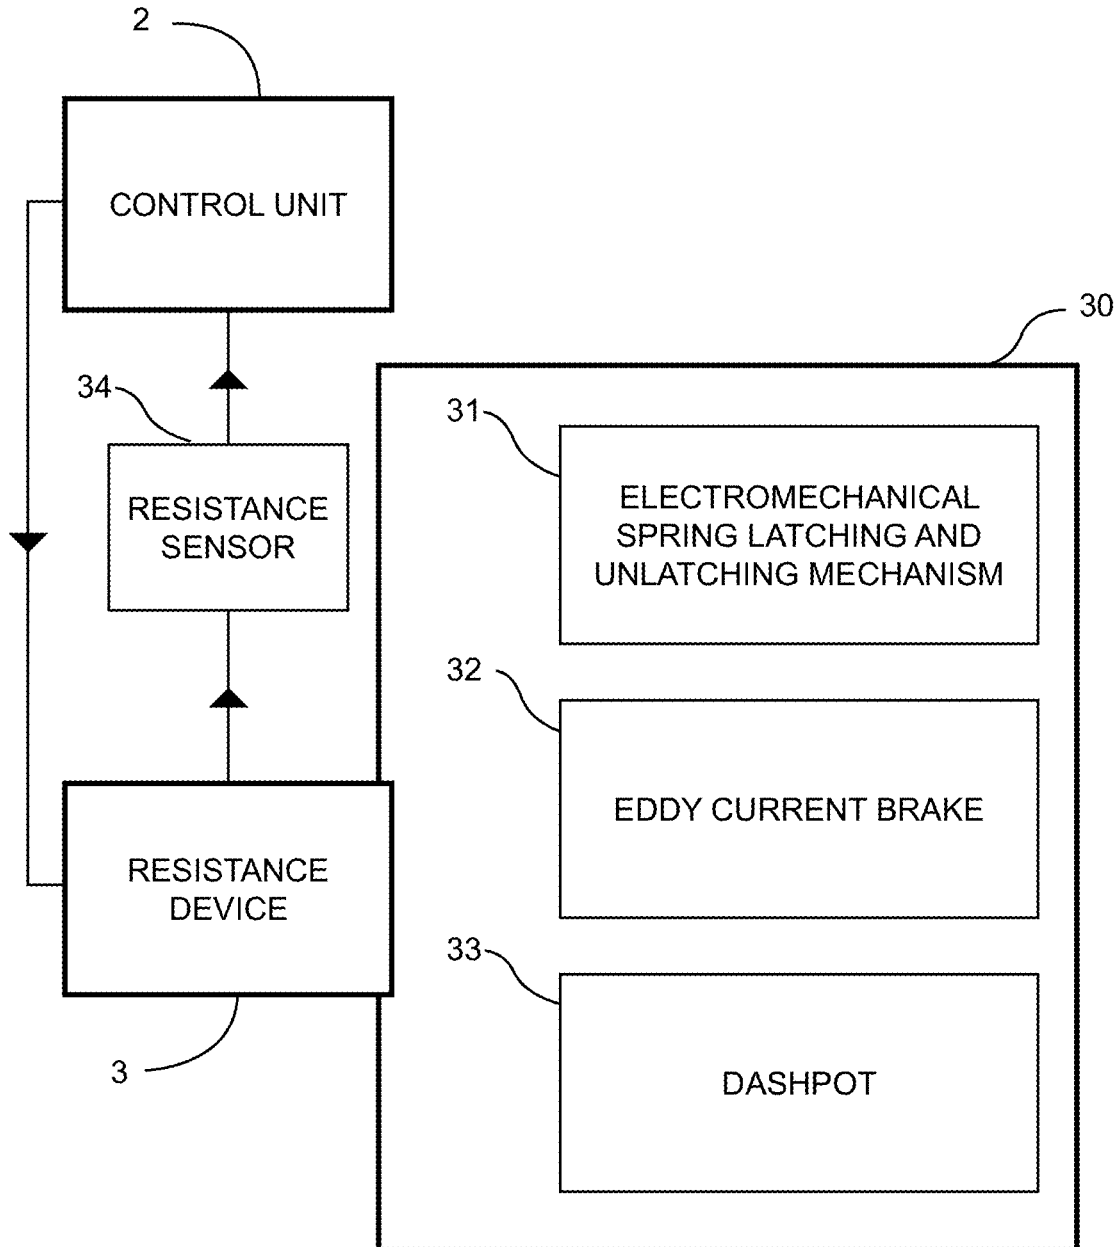 2
CONTROL UNIT
30
34
31
RESISTANCE
SENSOR
ELECTROMECHANICAL
SPRING LATCHING AND
UNLATCHING MECHANISM
32
EDDY CURRENT BRAKE
RESISTANCE
DEVICE
33
3
DASHPOT